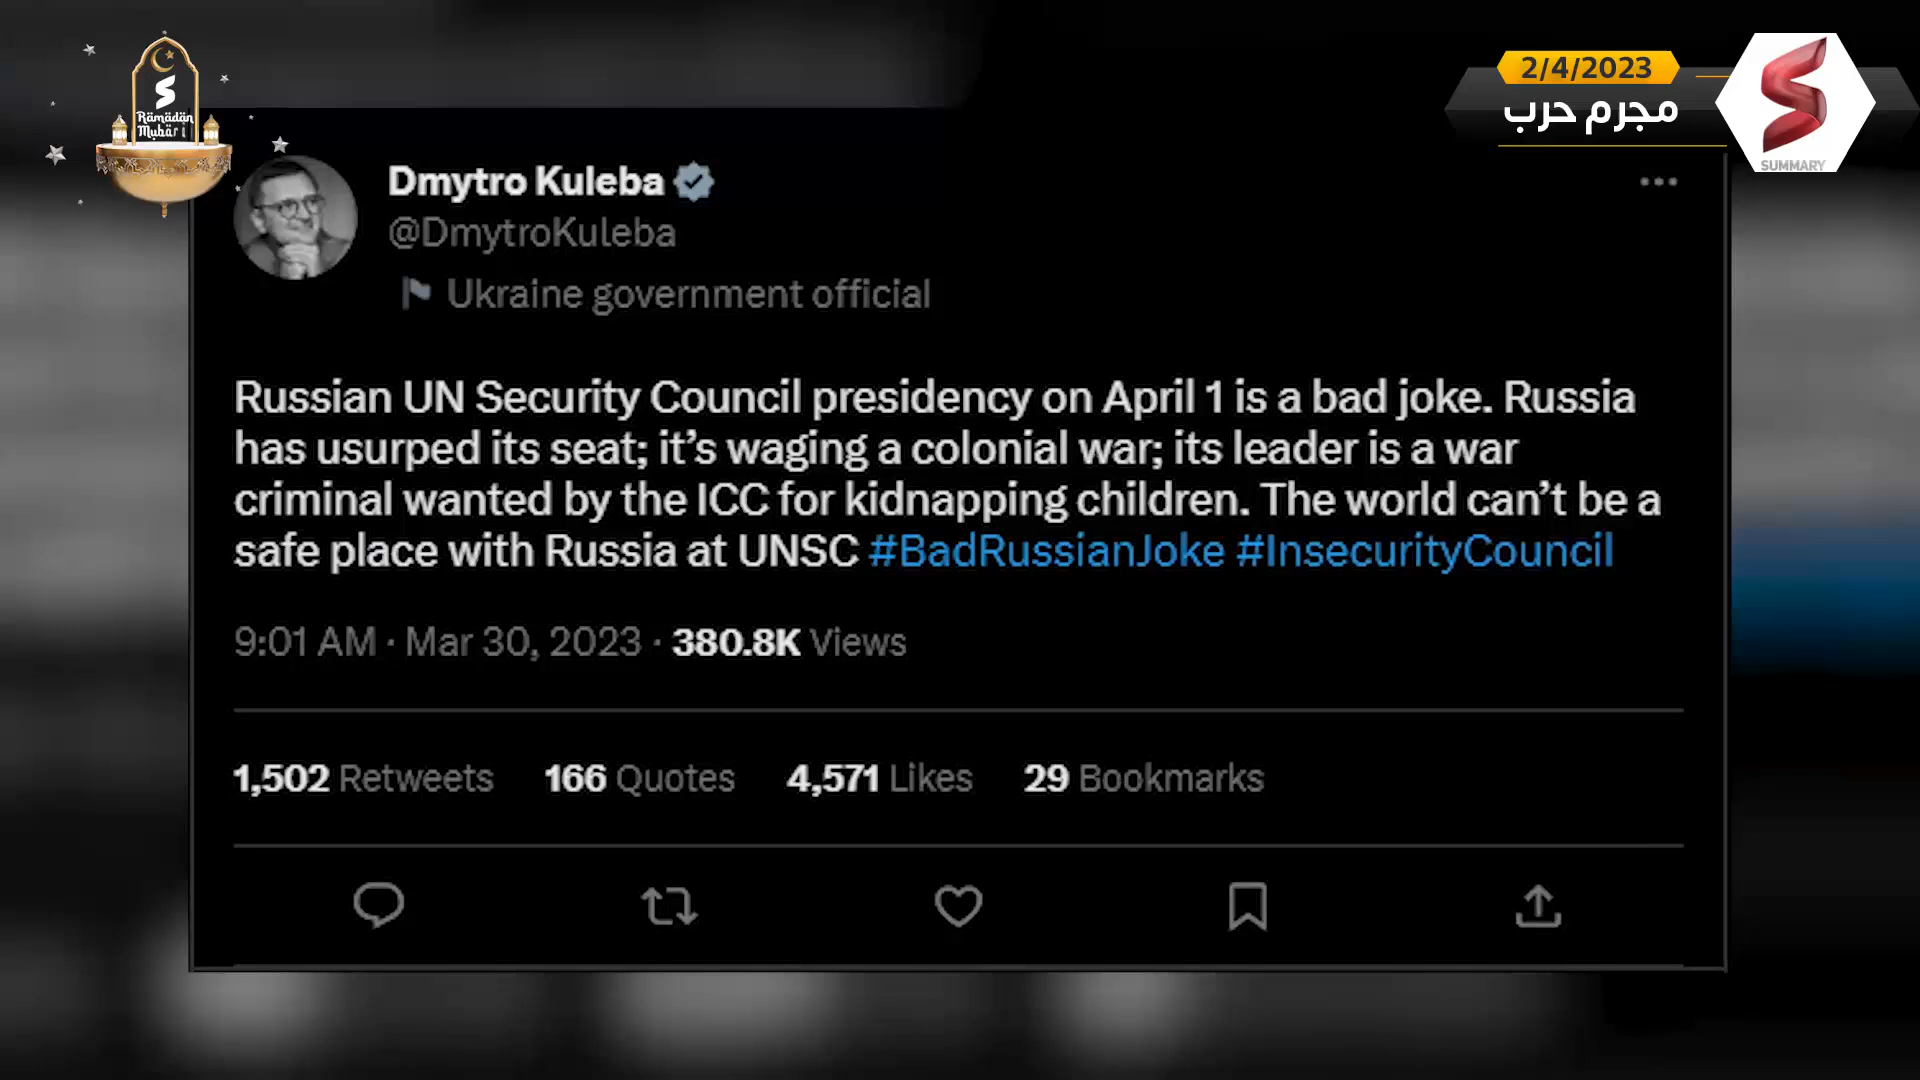 2/4/2023
مجرم حرب
SUMMARY
S
Ramadan
Dmytro Kuleba
@DmytroKuleba
Ukraine government official
Russian UN Security Council presidency on April 1 is a bad joke. Russia
has usurped its seat; it’s waging a colonial war; its leader is a war
criminal wanted by the ICC for kidnapping children. The world can’t be a
safe place with Russia at UNSC #BadRussianJoke #InsecurityCouncil
9:01 AM · Mar 30, 2023 · 380.8K Views
1,502 Retweets 166 Quotes 4,571 Likes 29 Bookmarks